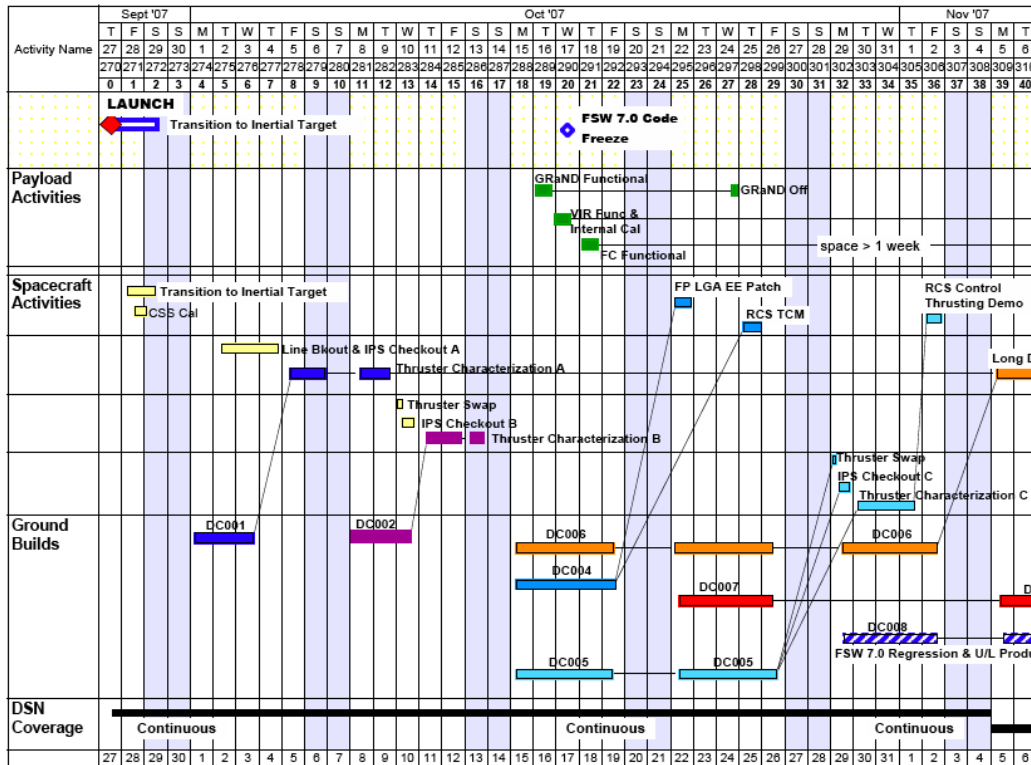 Sept '07 Oct '07 Nov '07
Activity Name
T F S S M T W T F S S M T W T F S S M T W T F S S M T W T F S S M T W T F S S M T
27 28 29 30 1 2 3 4 5 6 7 8 9 10 11 12 13 14 15 16 17 18 19 20 21 22 23 24 25 26 27 28 29 30 31 1 2 3 4 5 6
270 271 272 273 274 275 276 277 278 279 280 281 282 283 284 285 286 287 288 289 290 291 292 293 294 295 296 297 298 299 300 301 302 303 304 305 306 307 308 309 310
0 1 2 3 4 5 6 7 8 9 10 11 12 13 14 15 16 17 18 19 20 21 22 23 24 25 26 27 28 29 30 31 32 33 34 35 36 37 38 39 40
LAUNCH
Transition to Inertial Target
FSW 7.0 Code
Freeze
Payload
Activities
GRaND Functional
GRaND Off
VIR Func &
Internal Cal
FC Functional
space > 1 week
Spacecraft
Activities
Transition to Inertial Target
CSS Cal
FP LGA EE Patch
RCS TCM
RCS Control
Thrusting Demo
Line Bkout & IPS Checkout A
Thruster Characterization A
Long D
Thruster Swap
IPS Checkout B
Thruster Characterization B
Thruster Swap
IPS Checkout C
Thruster Characterization C
Ground
Builds
DC001
DC002
DC006
DC006
DC004
DC007
D
DC008
FSW 7.0 Regression & U/L Produ
DC005
DC005
DSN
Coverage
Continuous
Continuous
Continuous
27 28 29 30 1 2 3 4 5 6 7 8 9 10 11 12 13 14 15 16 17 18 19 20 21 22 23 24 25 26 27 28 29 30 31 1 2 3 4 5 6